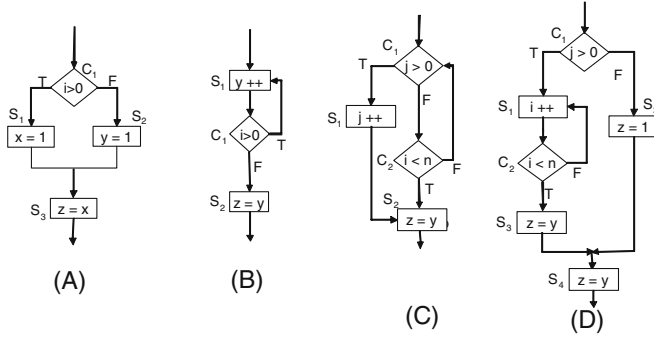 C1
i>0
T
F
S1
S2
x = 1
y = 1
S3
z = x
(A)
S1
y ++
C1
i>0
T
F
S2
z = y
(B)
C1
T
j > 0
F
S1
j ++
C2
i < n
F
T
S2
z = y
(C)
C1
T
j > 0
F
S1
i ++
S
z = 1
C2
i < n
F
T
S3
z = y
S4
z = y
(D)